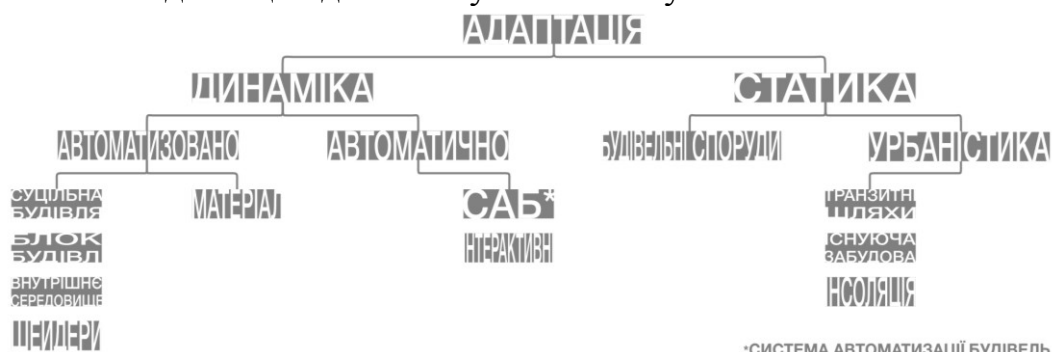 АДАПТАЦІЯ
ДИНАМІКА
СТАТИКА
АВТОМАТИЗОВАНО
АВТОМАТИЧНО
БУДІВЕЛЬНІ СПОРУДИ
УРБАНІСТИКА
СУЦІЛЬНА
БУДІВЛЯ
МАТЕРІАЛ
САБ*
ТРАНЗИТНІ
ШЛЯХИ
БЛОК
БУДІВЛІ
ІНТЕРАКТИВНІ
ІСНУЮЧА
ЗАБУДОВА
ВНУТРІШНЄ
СЕРЕДОВИЩЕ
ІНСОЛЯЦІЯ
ШЕЙДЕРИ
*СИСТЕМА АВТОМАТИЗАЦІЇ БУДІВЕЛЬ